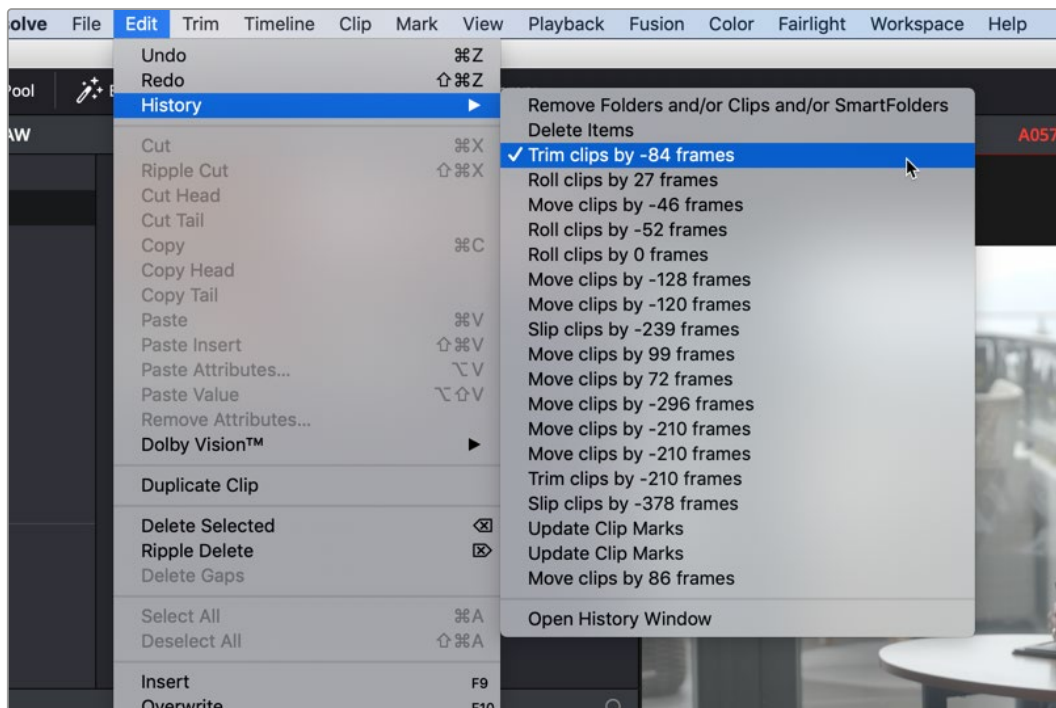 olve File Edit Trim Timeline Clip Mark View Playback Fusion Color Fairlight Workspace Help
Undo ⌘Z
Redo ⇧⌘Z
History ▶
Cut ⌘X
Ripple Cut ⇧⌘X
Cut Head
Cut Tail
Copy ⌘C
Copy Head
Copy Tail
Paste ⌘V
Paste Insert ⇧⌘V
Paste Attributes... ⌥V
Paste Value ⌥⇧V
Remove Attributes...
Dolby Vision™ ▶
Duplicate Clip
Delete Selected ⌫
Ripple Delete ⌦
Delete Gaps
Select All ⌘A
Deselect All ⇧⌘A
Insert F9
Overwrite F10
Remove Folders and/or Clips and/or SmartFolders
Delete Items
✓ Trim clips by -84 frames
Roll clips by 27 frames
Move clips by -46 frames
Roll clips by -52 frames
Roll clips by 0 frames
Move clips by -128 frames
Move clips by -120 frames
Slip clips by -239 frames
Move clips by 99 frames
Move clips by 72 frames
Move clips by -296 frames
Move clips by -210 frames
Move clips by -210 frames
Trim clips by -210 frames
Slip clips by -378 frames
Update Clip Marks
Update Clip Marks
Move clips by 86 frames
Open History Window
Pool
AW
A057